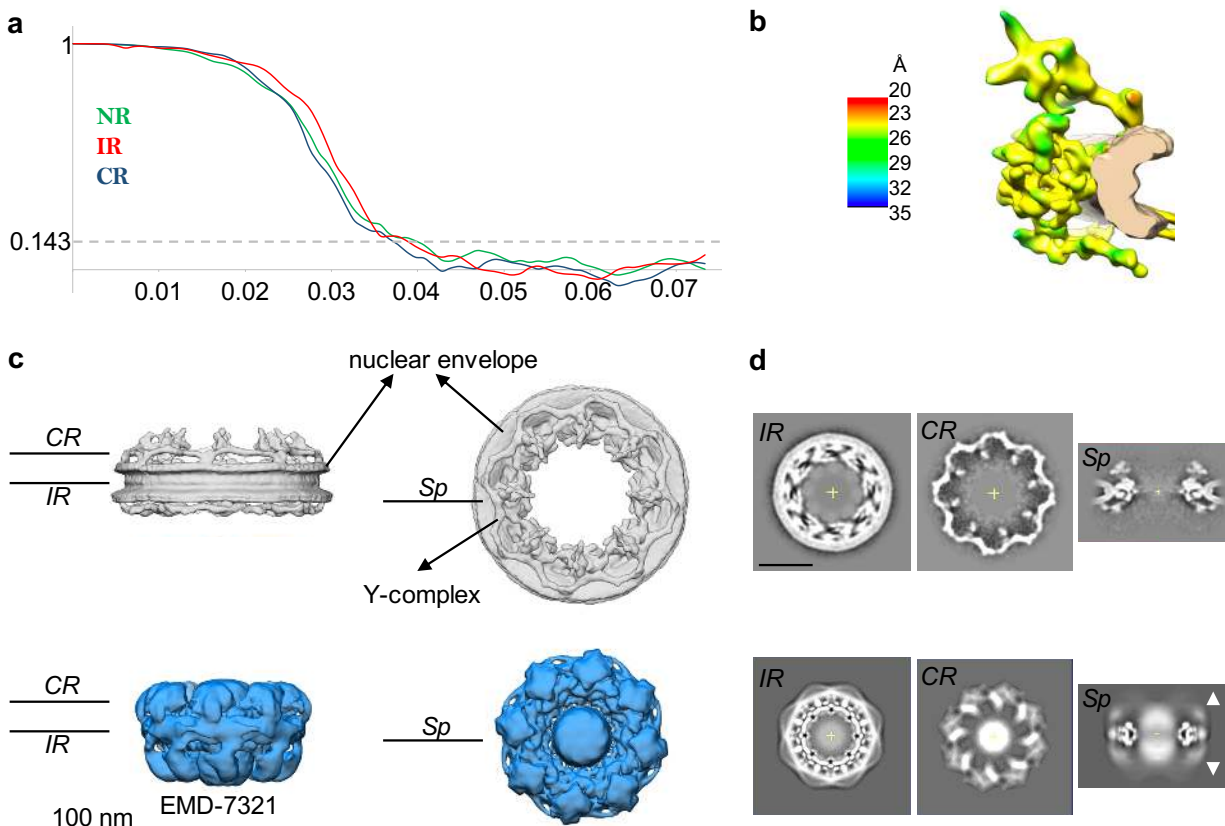 a
1
NR
IR
CR
0.143
0.01 0.02 0.03 0.04 0.05 0.06 0.07
b
Å
20
23
26
29
32
35
c
nuclear envelope
CR
IR
Sp
Y-complex
CR
IR
Sp
EMD-7321
100 nm
d
IR
CR
Sp
IR
CR
Sp